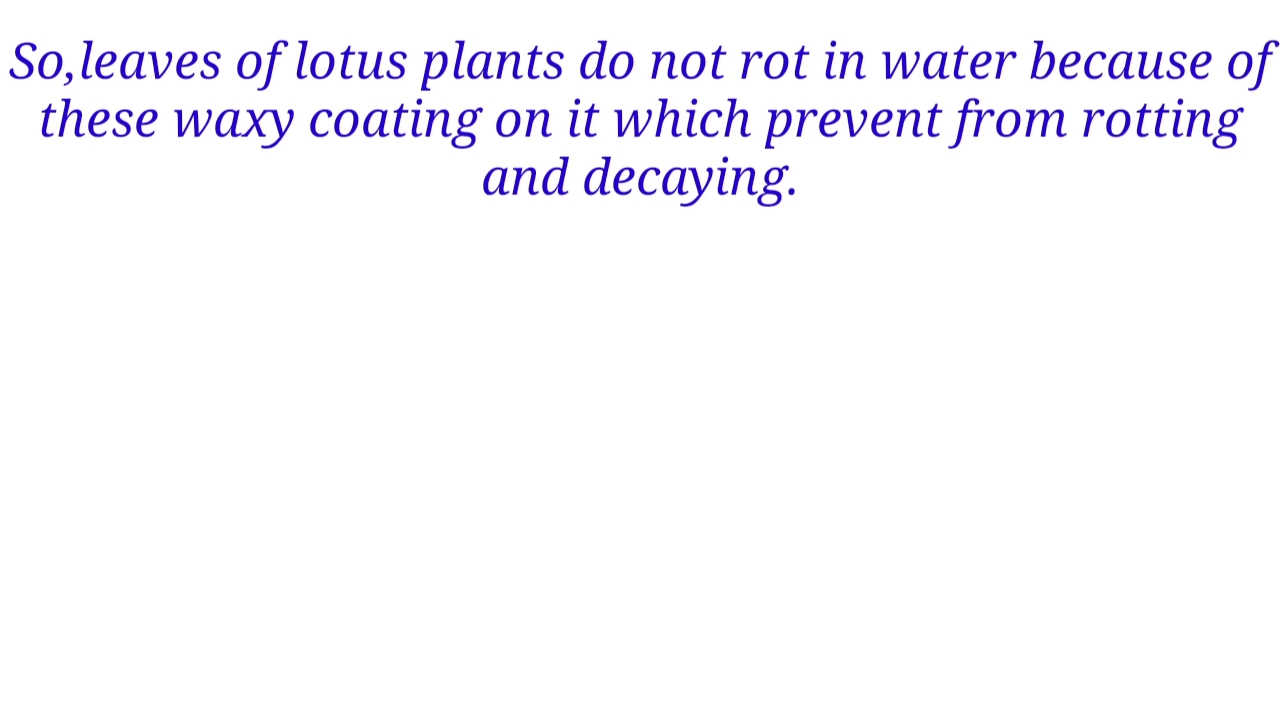 So,leaves of lotus plants do not rot in water because of
these waxy coating on it which prevent from rotting
and decaying.